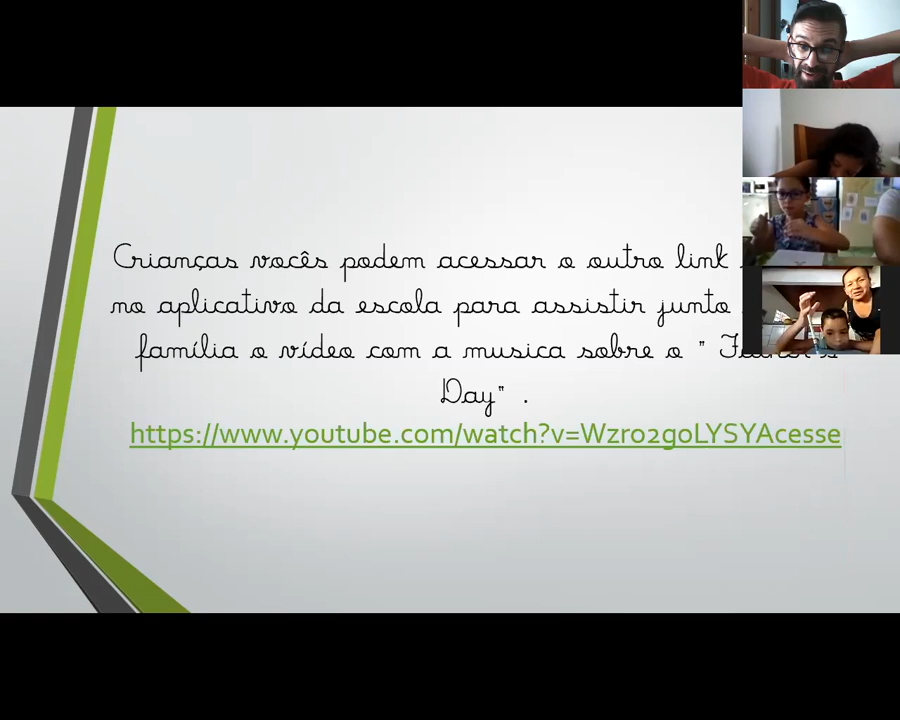 Crianças vocês podem acessar o outro link
no aplicativo da escola para assistir junto
família o vídeo com a musica sobre o "
Day" .
https://www.youtube.com/watch?v=Wzro2goLYSYAcesse